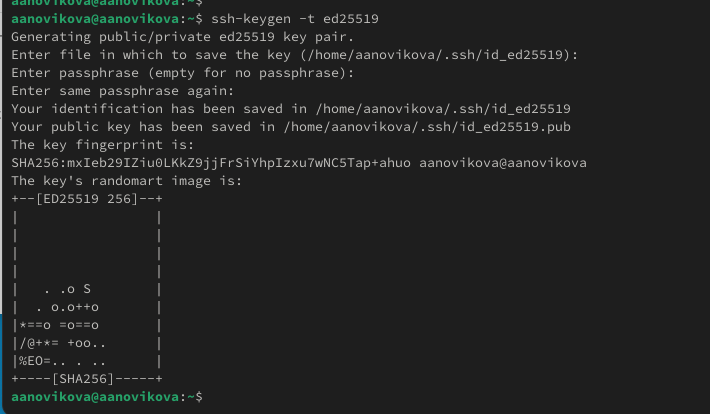 aanovikova@aanovikova:~$
aanovikova@aanovikova:~$ ssh-keygen -t ed25519
Generating public/private ed25519 key pair.
Enter file in which to save the key (/home/aanovikova/.ssh/id_ed25519):
Enter passphrase (empty for no passphrase):
Enter same passphrase again:
Your identification has been saved in /home/aanovikova/.ssh/id_ed25519
Your public key has been saved in /home/aanovikova/.ssh/id_ed25519.pub
The key fingerprint is:
SHA256:mxIeb29IZiu0LKkZ9jjFrSiYhpIzxu7wNC5Tap+ahuo aanovikova@aanovikova
The key's randomart image is:
+--[ED25519 256]--+
|                 |
|                 |
|                 |
|                 |
|   . .o S        |
|  . o.o++o       |
|*==o =o==o       |
|/@+*= +oo..      |
|%EO=.. . ..      |
+----[SHA256]-----+
aanovikova@aanovikova:~$